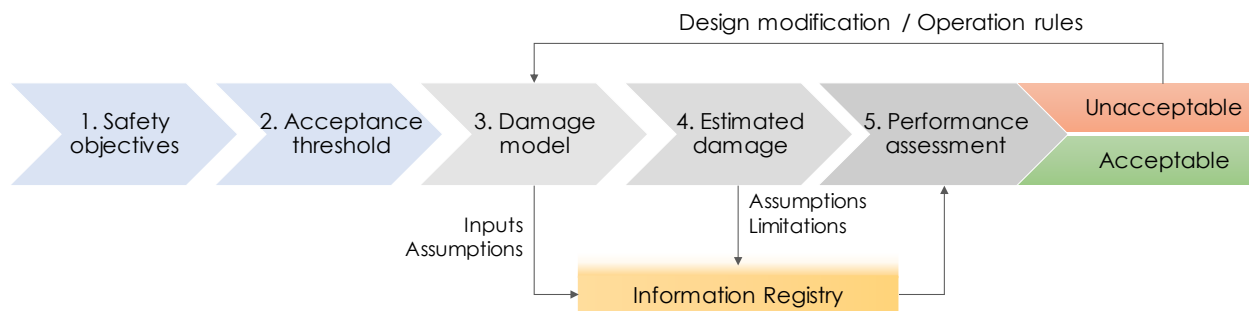 Design modification / Operation rules
1. Safety
objectives
2. Acceptance
threshold
3. Damage
model
4. Estimated
damage
5. Performance
assessment
Unacceptable
Acceptable
Inputs
Assumptions
Assumptions
Limitations
Information Registry